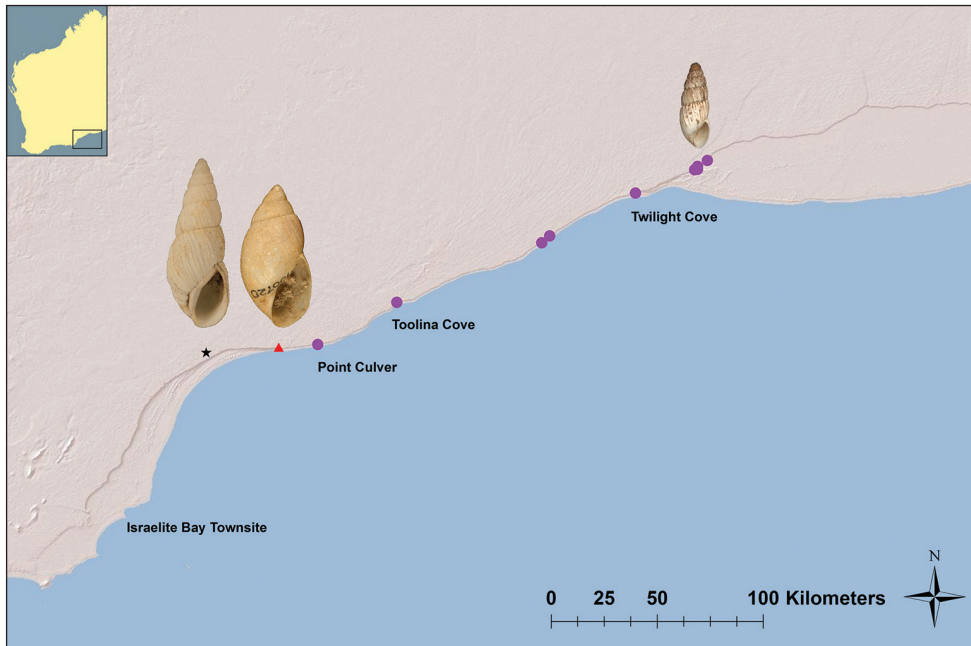 Twilight Cove
Toolina Cove
Point Culver
Israelite Bay Townsite
N
0 25 50 100 Kilometers